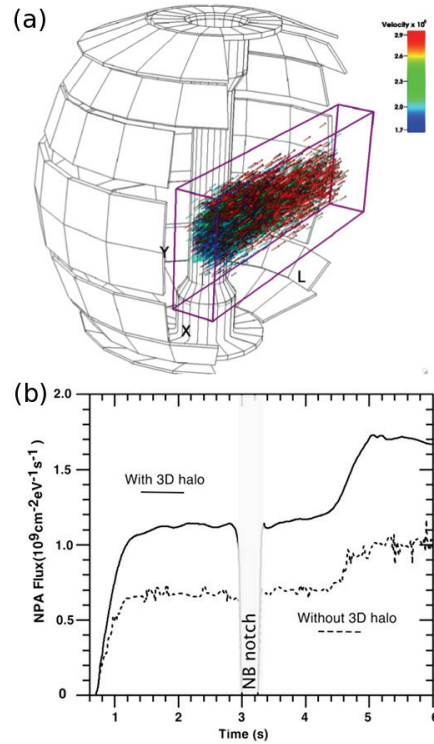 (a)
Velocity x 10⁶
2.9
2.6
2.0
1.7
Y
L
X
(b)
2.0
1.5
1.0
0.5
0
NPA Flux(10⁹cm⁻²eV⁻¹s⁻¹)
With 3D halo
Without 3D halo
NB notch
1 2 3 4 5 6
Time (s)